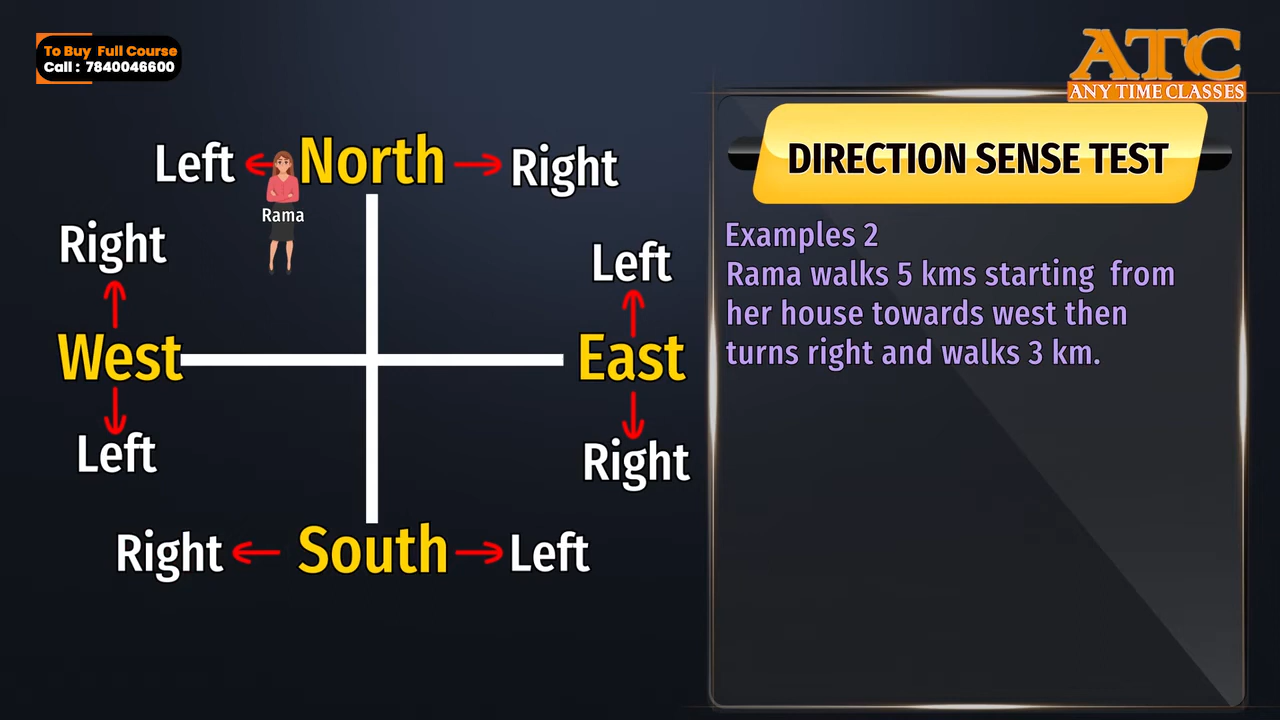 To Buy Full Course
Call : 7840046600
ATC
ANY TIME CLASSES
Left North Right
Rama
Right
Left
West East
Left
Right
Right South Left
DIRECTION SENSE TEST
Examples 2
Rama walks 5 kms starting from
her house towards west then
turns right and walks 3 km.